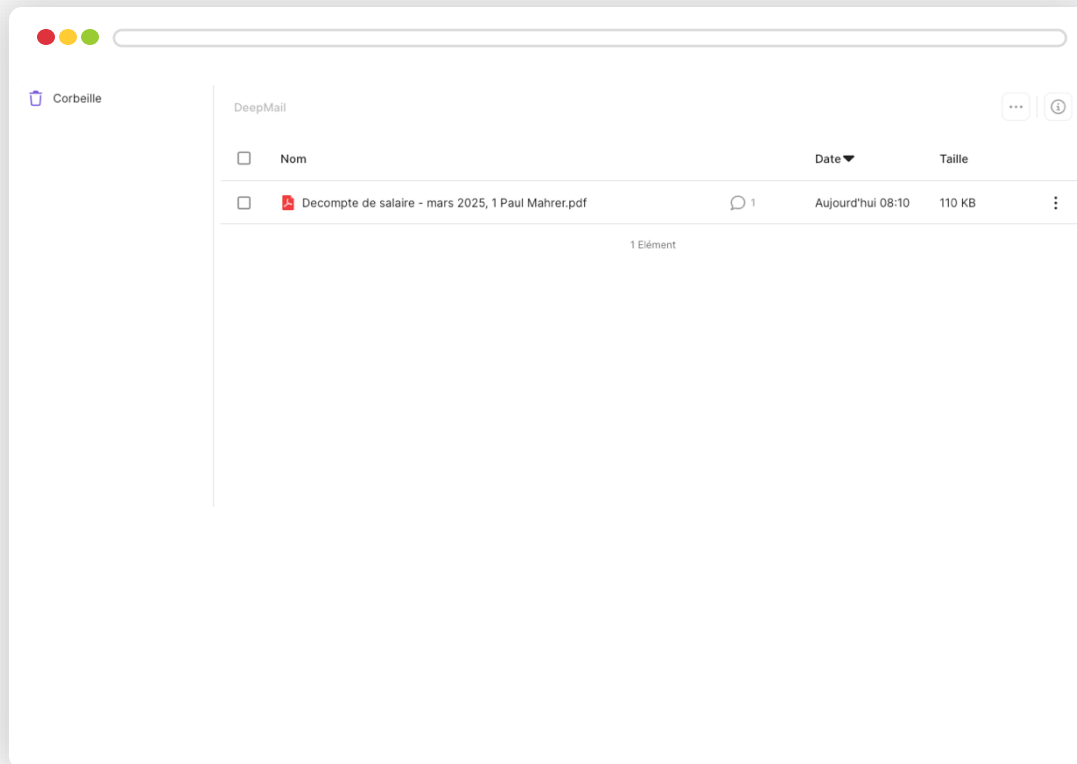 Corbeille
DeepMail
Nom Date Taille
Decompte de salaire - mars 2025, 1 Paul Mahrer.pdf 1 Aujourd'hui 08:10 110 KB
1 Elément